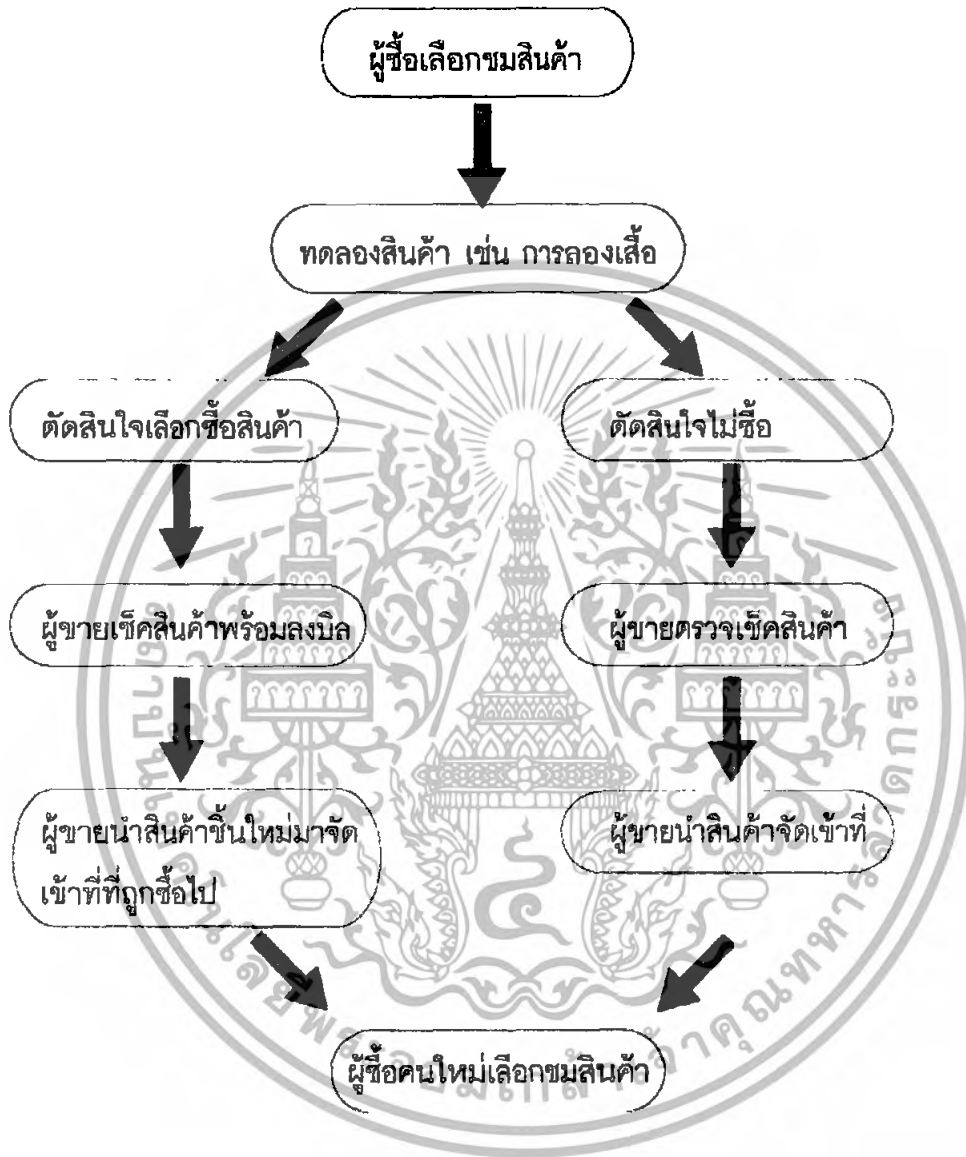 ผู้ซื้อเลือกชมสินค้า
ทดลองสินค้า เช่น การลองเสื้อ
ตัดสินใจเลือกซื้อสินค้า
ตัดสินใจไม่ซื้อ
ผู้ขายเช็คสินค้าพร้อมลงบิล
ผู้ขายตรวจเช็คสินค้า
ผู้ขายนำสินค้าชิ้นใหม่มาจัด
เข้าที่ที่ถูกซื้อไป
ผู้ขายนำสินค้าจัดเข้าที่
ผู้ซื้อคนใหม่เลือกชมสินค้า